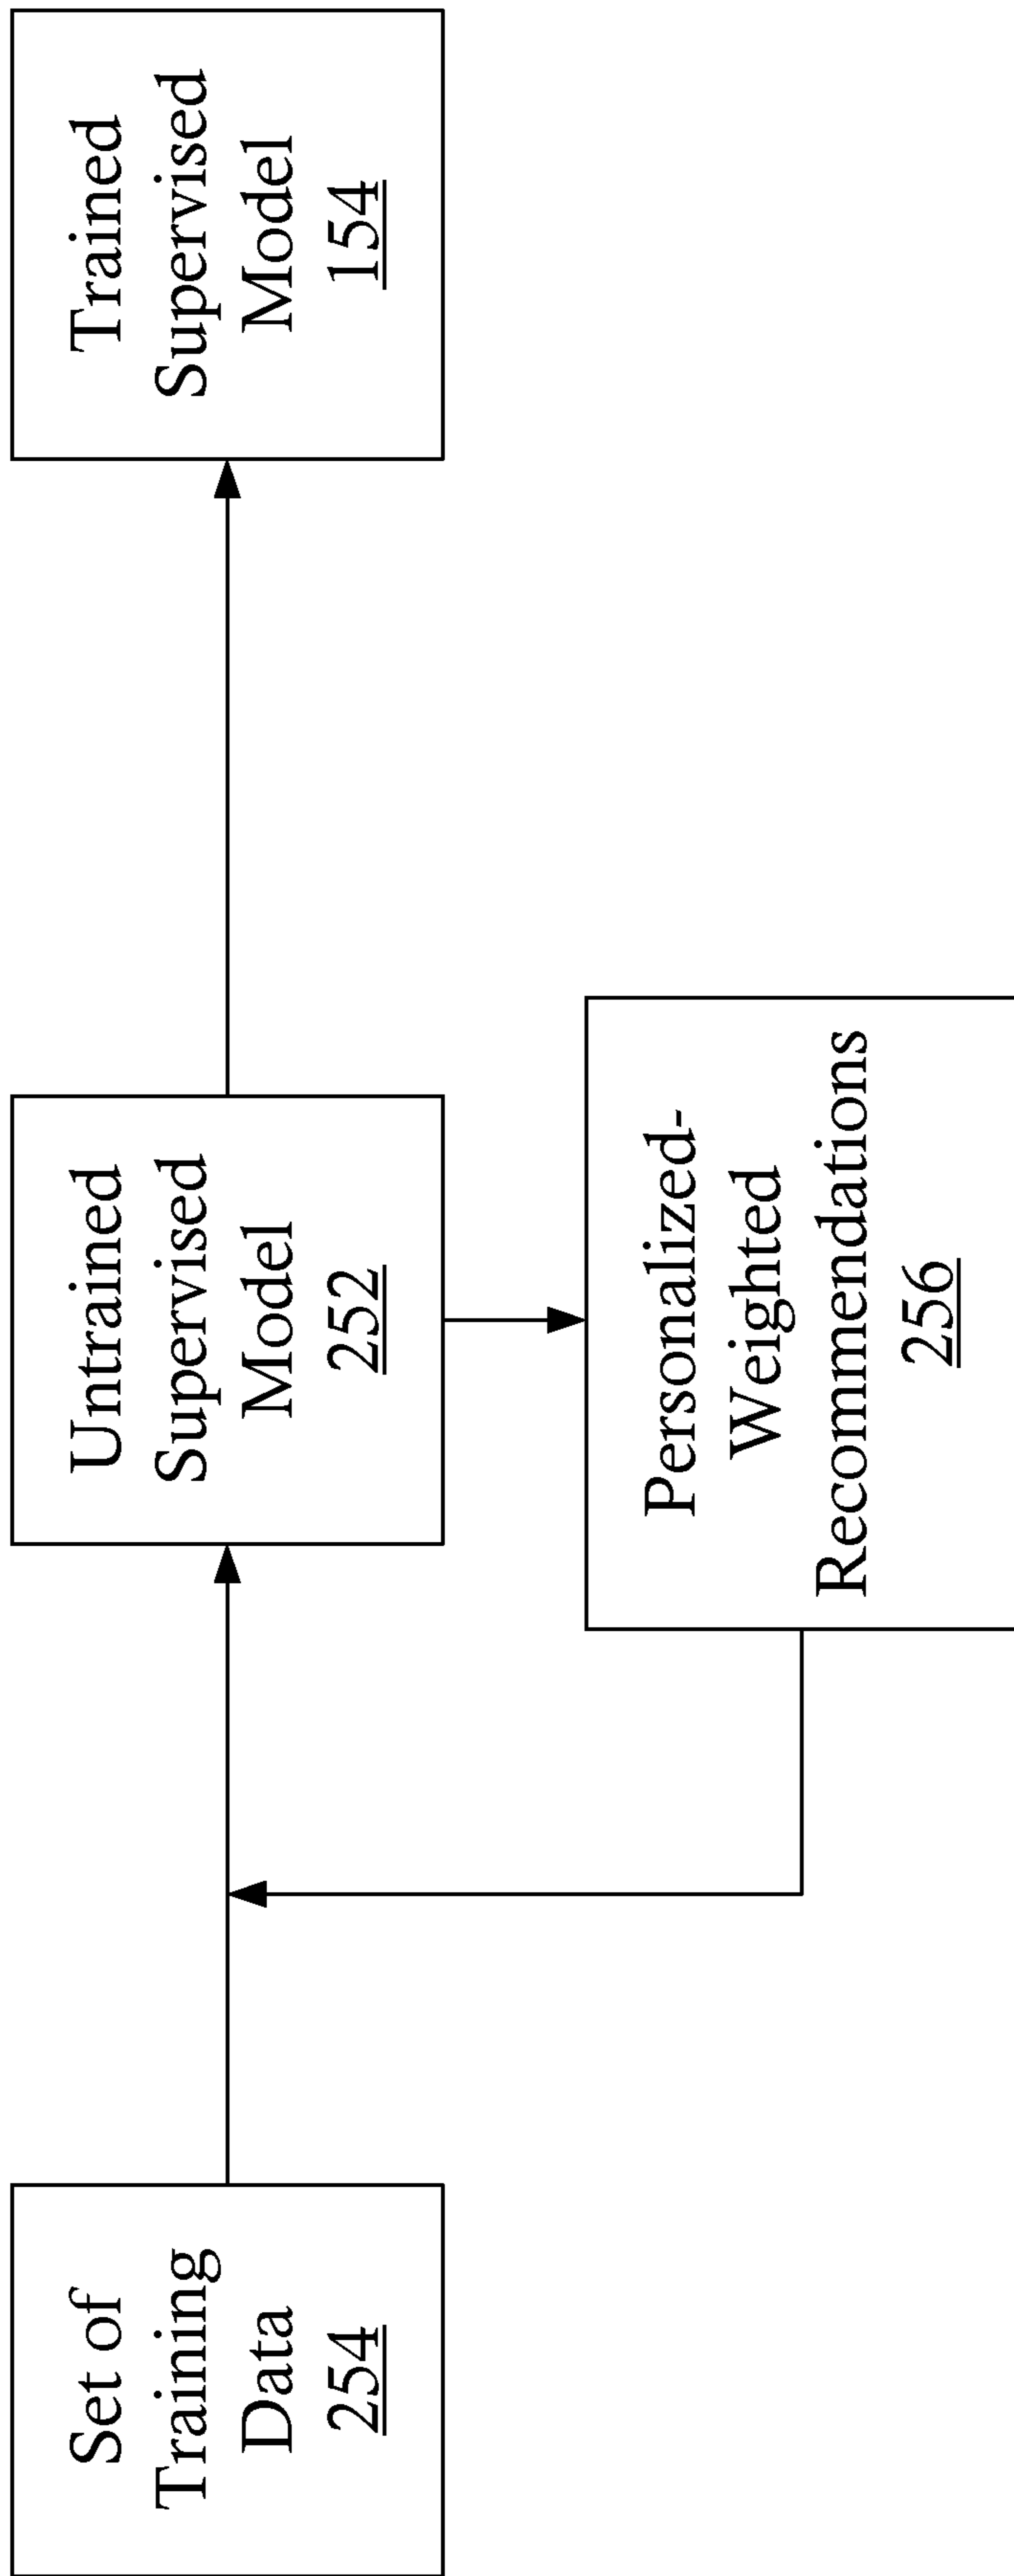 Set of
Training
Data
254
Untrained
Supervised
Model
252
Personalized-
Weighted
Recommendations
256
Trained
Supervised
Model
154